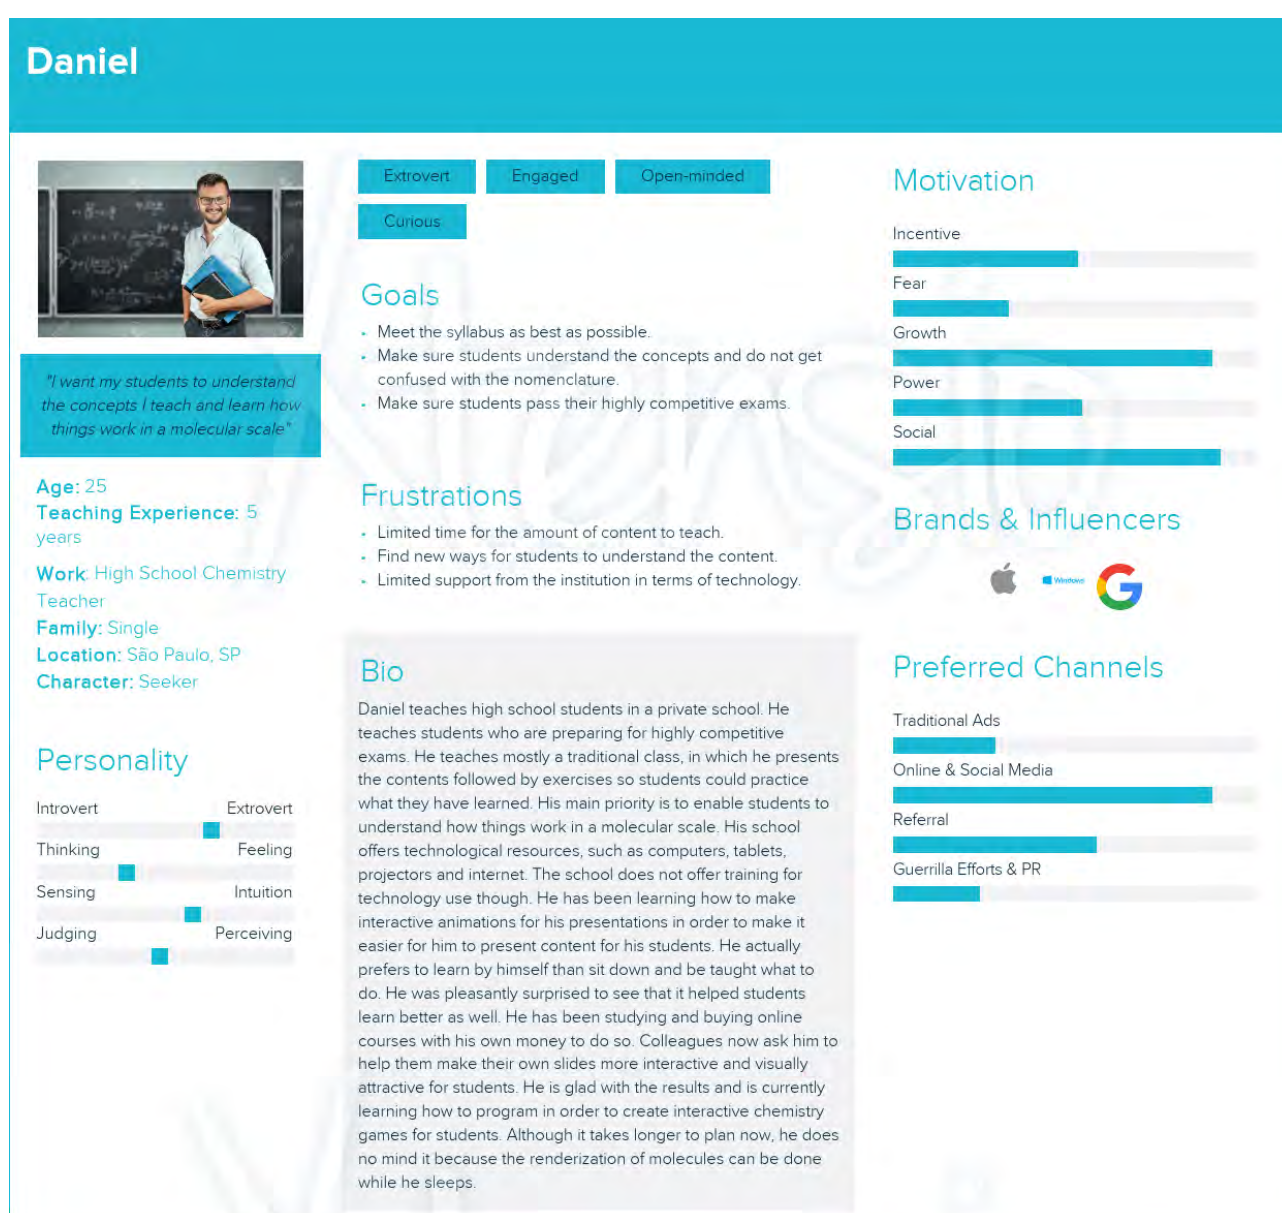 Daniel
"I want my students to understand
the concepts I teach and learn how
things work in a molecular scale"
Age: 25
Teaching Experience: 5
years
Work: High School Chemistry
Teacher
Family: Single
Location: São Paulo, SP
Character: Seeker
Personality
Introvert Extrovert
Thinking Feeling
Sensing Intuition
Judging Perceiving
Extrovert Engaged Open-minded
Curious
Goals
- Meet the syllabus as best as possible.
- Make sure students understand the concepts and do not get
confused with the nomenclature.
- Make sure students pass their highly competitive exams.
Frustrations
- Limited time for the amount of content to teach.
- Find new ways for students to understand the content.
- Limited support from the institution in terms of technology.
Bio
Daniel teaches high school students in a private school. He
teaches students who are preparing for highly competitive
exams. He teaches mostly a traditional class, in which he presents
the contents followed by exercises so students could practice
what they have learned. His main priority is to enable students to
understand how things work in a molecular scale. His school
offers technological resources, such as computers, tablets,
projectors and internet. The school does not offer training for
technology use though. He has been learning how to make
interactive animations for his presentations in order to make it
easier for him to present content for his students. He actually
prefers to learn by himself than sit down and be taught what to
do. He was pleasantly surprised to see that it helped students
learn better as well. He has been studying and buying online
courses with his own money to do so. Colleagues now ask him to
help them make their own slides more interactive and visually
attractive for students. He is glad with the results and is currently
learning how to program in order to create interactive chemistry
games for students. Although it takes longer to plan now, he does
no mind it because the renderization of molecules can be done
while he sleeps.
Motivation
Incentive
Fear
Growth
Power
Social
Brands & Influencers
Windows
Preferred Channels
Traditional Ads
Online & Social Media
Referral
Guerrilla Efforts & PR